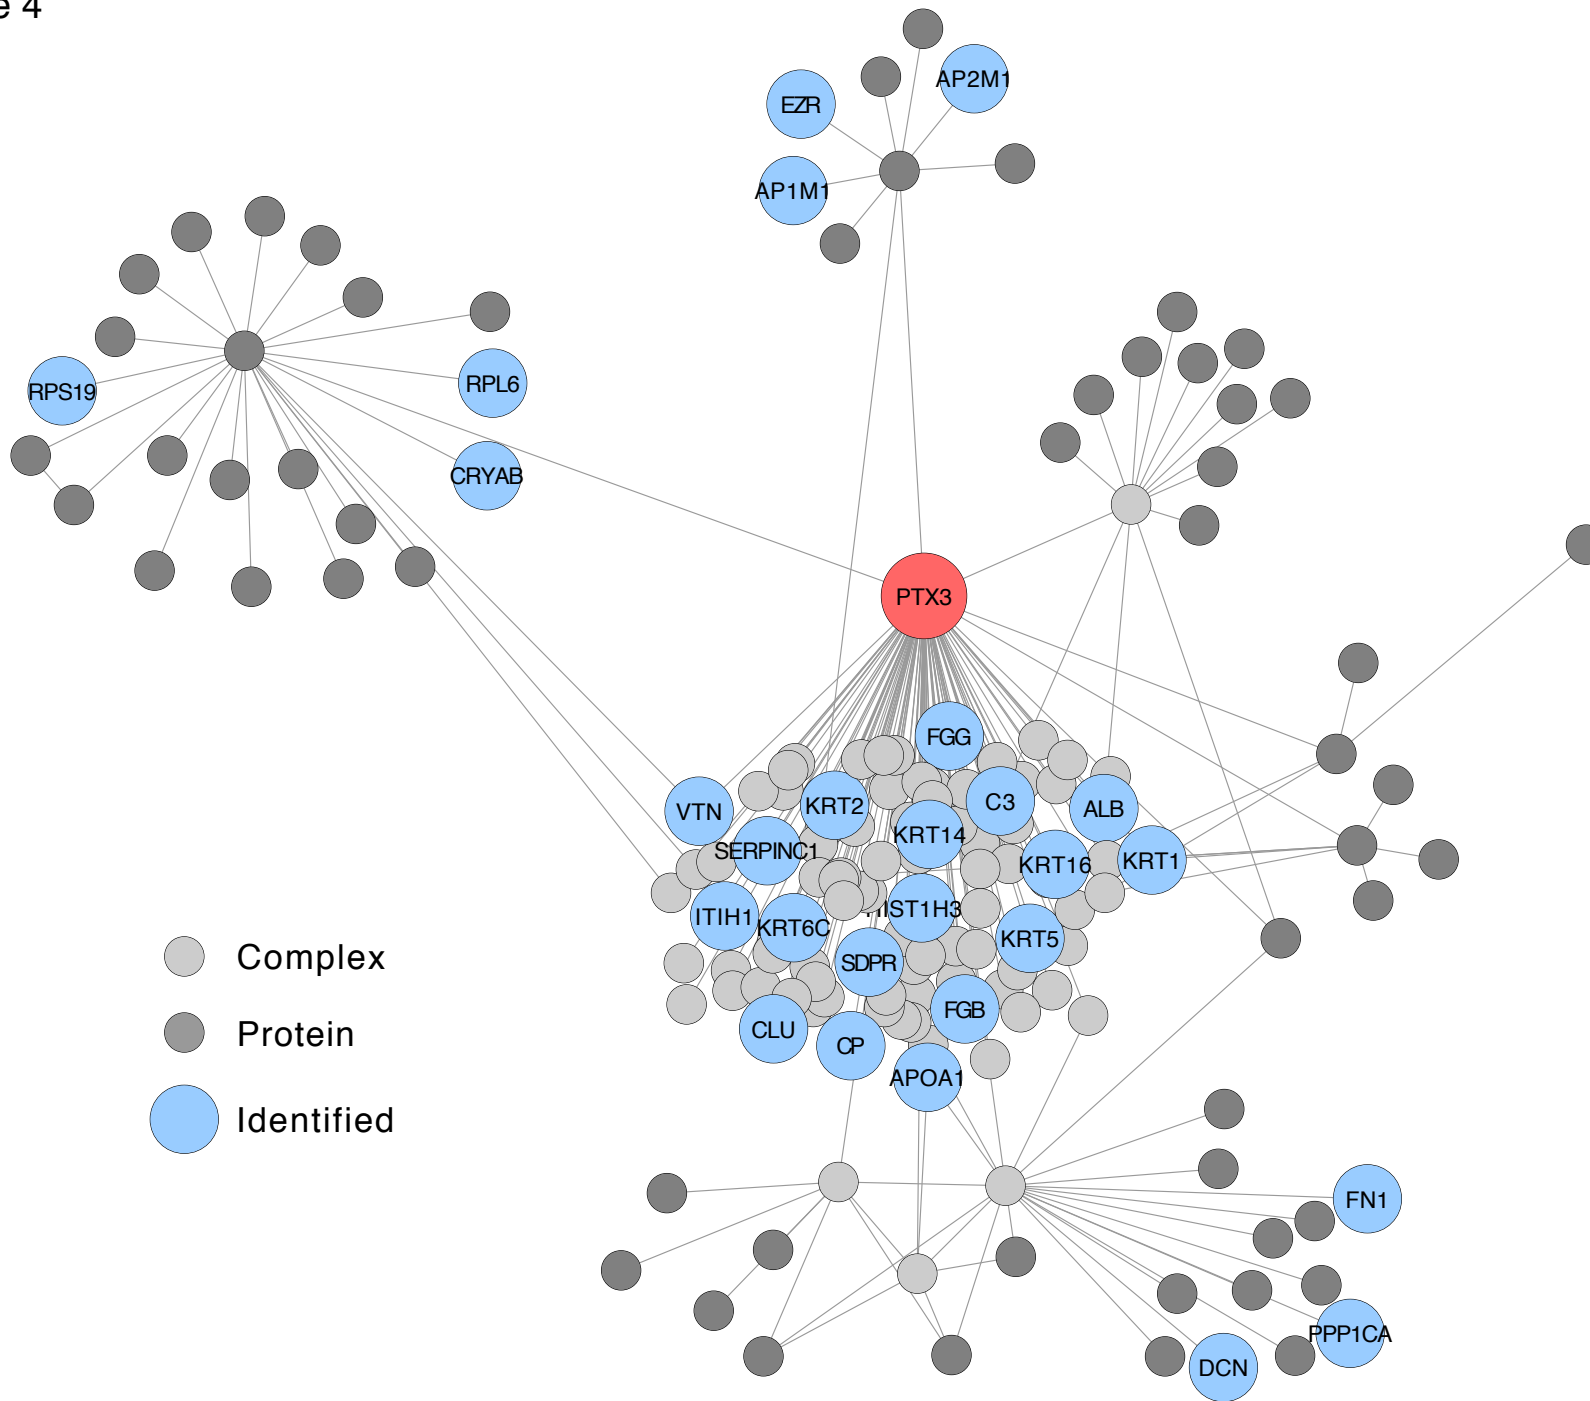 e 4
AP2M1
EZR
AP1M1
RPL6
RPS19
CRYAB
PTX3
FGG
C3
KRT2
VTN
ALB
KRT14
SERPINC1
KRT16
KRT1
HIST1H3
ITIH1
KRT6C
KRT5
SDPR
Complex
FGB
CLU
Protein
CP
APOA1
Identified
FN1
PPP1CA
DCN